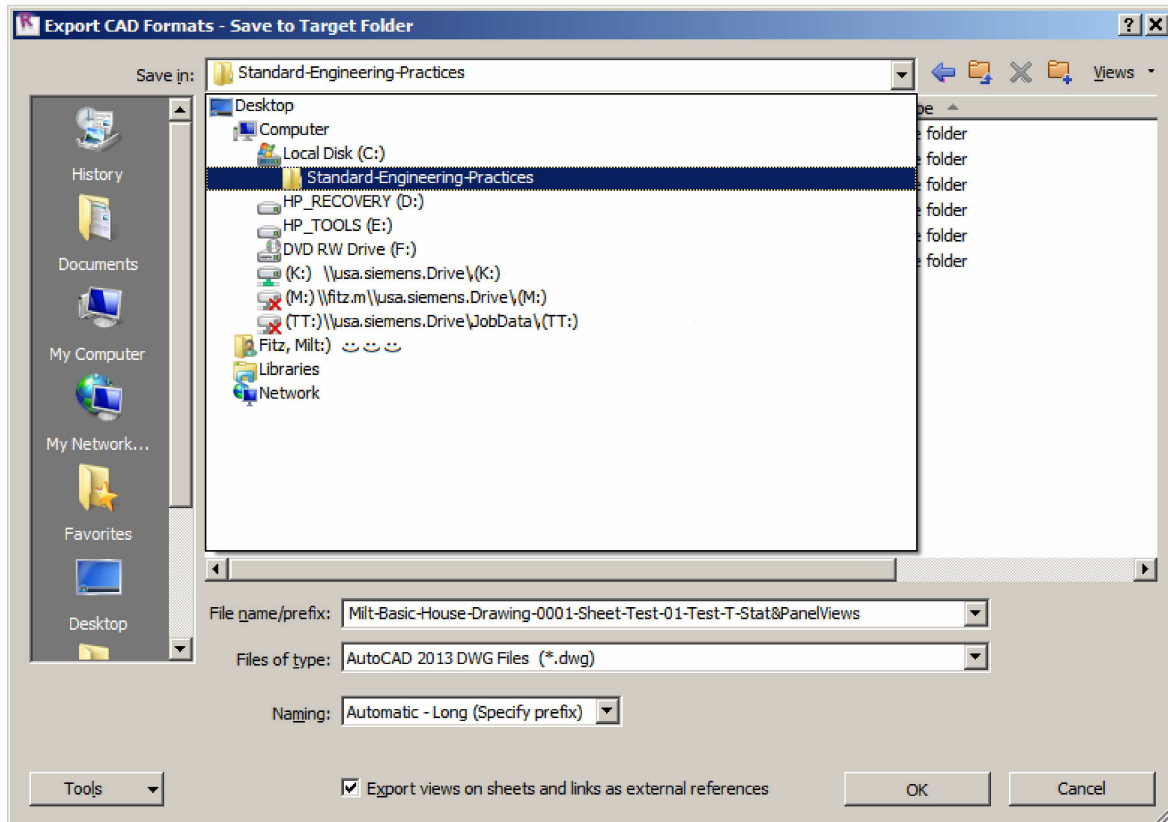 Export CAD Formats - Save to Target Folder
Save in: Standard-Engineering-Practices
Views
Desktop
Computer
Local Disk (C:)
Standard-Engineering-Practices
HP_RECOVERY (D:)
HP_TOOLS (E:)
DVD RW Drive (F:)
(K:) \\usa.siemens.Drive\(K:)
(M:)\\fitz.m\\usa.siemens.Drive\(M:)
(TT:)\\usa.siemens.Drive\JobData\(TT:)
Fitz, Milt:)
Libraries
Network
pe
e folder
e folder
e folder
e folder
e folder
e folder
History
Documents
My Computer
My Network...
Favorites
Desktop
File name/prefix: Milt-Basic-House-Drawing-0001-Sheet-Test-01-Test-T-Stat&PanelViews
Files of type: AutoCAD 2013 DWG Files (*.dwg)
Naming: Automatic - Long (Specify prefix)
Tools
Export views on sheets and links as external references
OK
Cancel